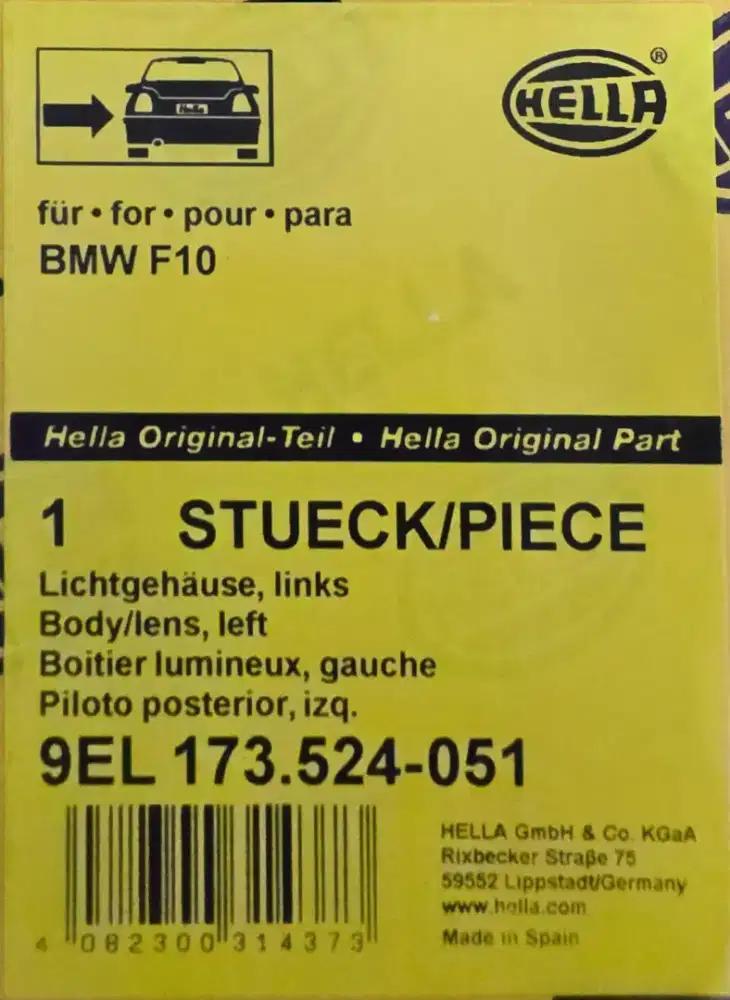 Hella
HELLA ®
für • for • pour • para
BMW F10
HELLA
Hella Original-Teil • Hella Original Part
1 STUECK/PIECE
Lichtgehäuse, links
Body/lens, left
Boitier lumineux, gauche
Piloto posterior, izq.
9EL 173.524-051
HELLA GmbH & Co. KGaA
Rixbecker Straße 75
59552 Lippstadt/Germany
www.hella.com
Made in Spain
4 082300 314373